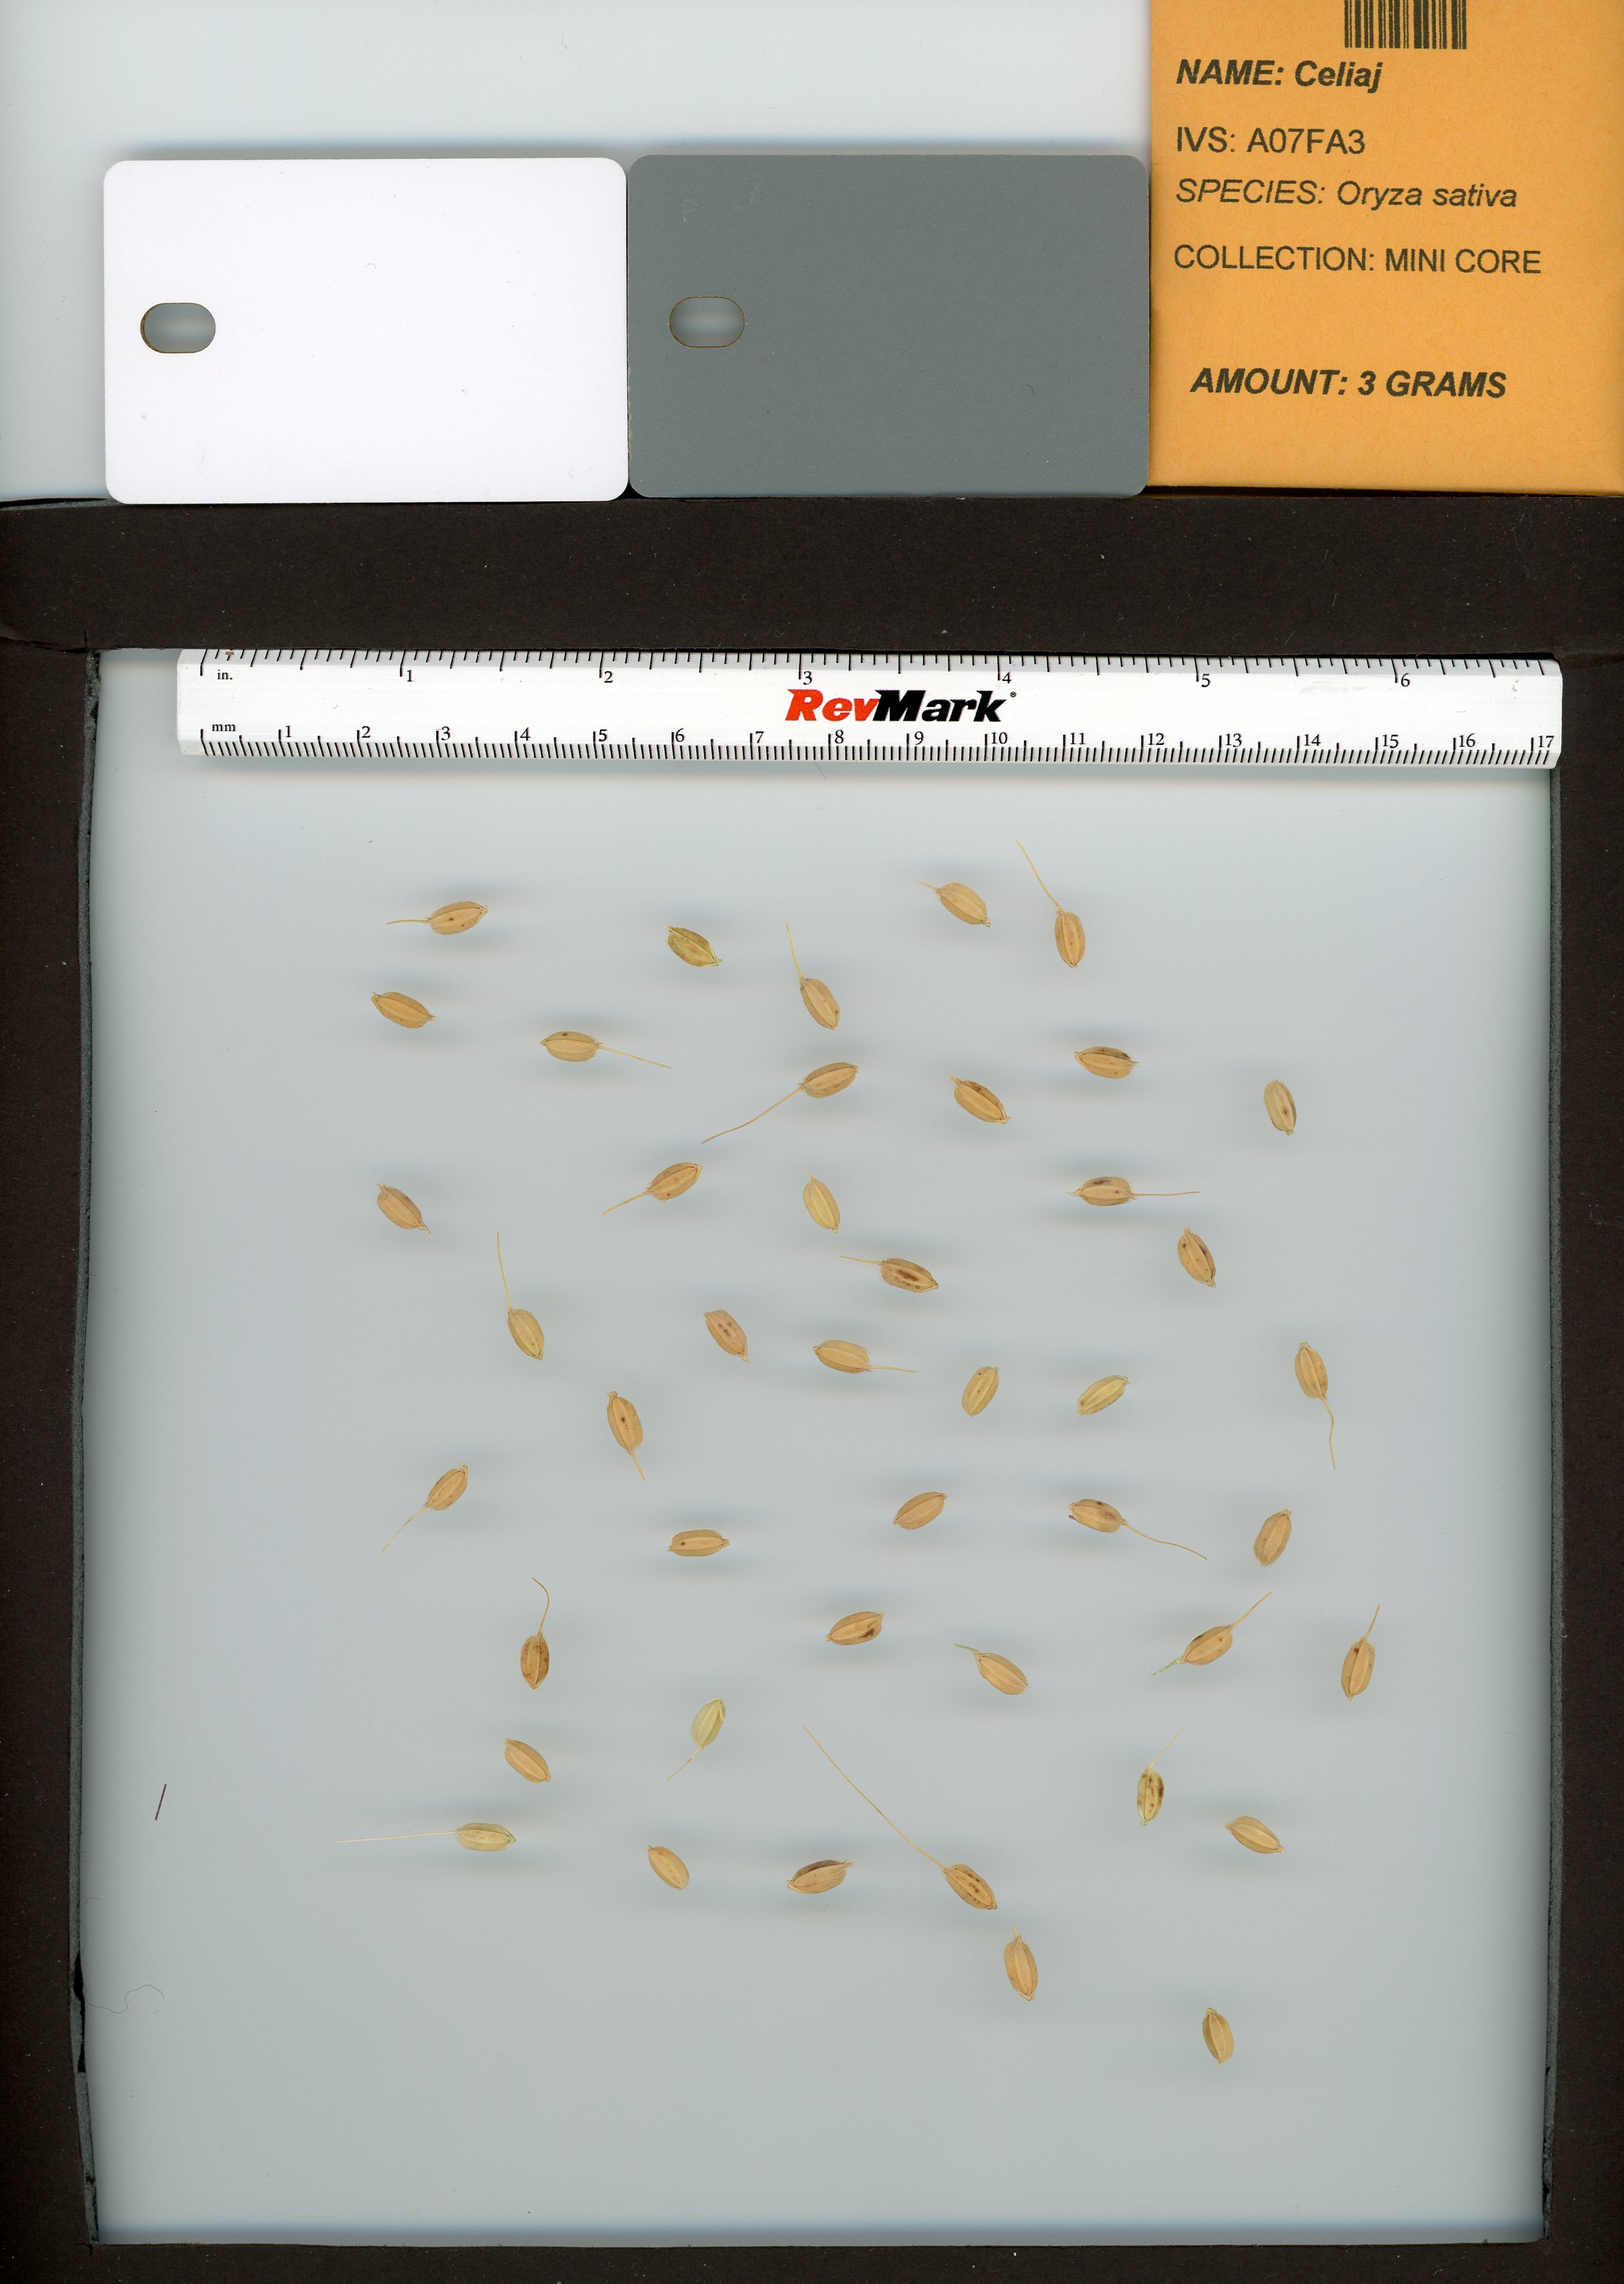 NAME: Celiaj
IVS: A07FA3
SPECIES: Oryza sativa
COLLECTION: MINI CORE
AMOUNT: 3 GRAMS
in. 1 2 3 4 5 6
RevMark®
mm 1 2 3 4 5 6 7 8 9 10 11 12 13 14 15 16 17